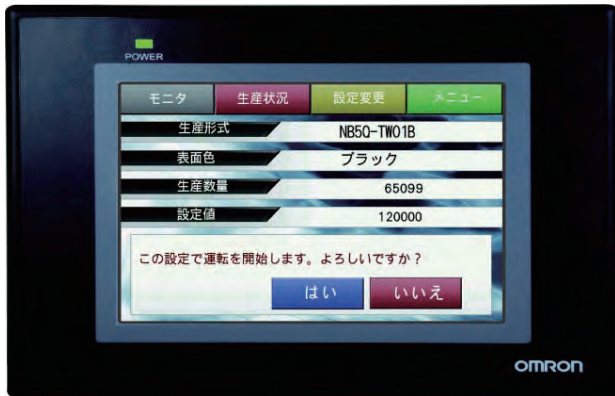 POWER
モニタ 生産状況 設定変更 メニュー
生産形式 NB5Q-TW01B
表面色 ブラック
生産数量 65099
設定値 120000
この設定で運転を開始します。よろしいですか？
はい いいえ
OMRON